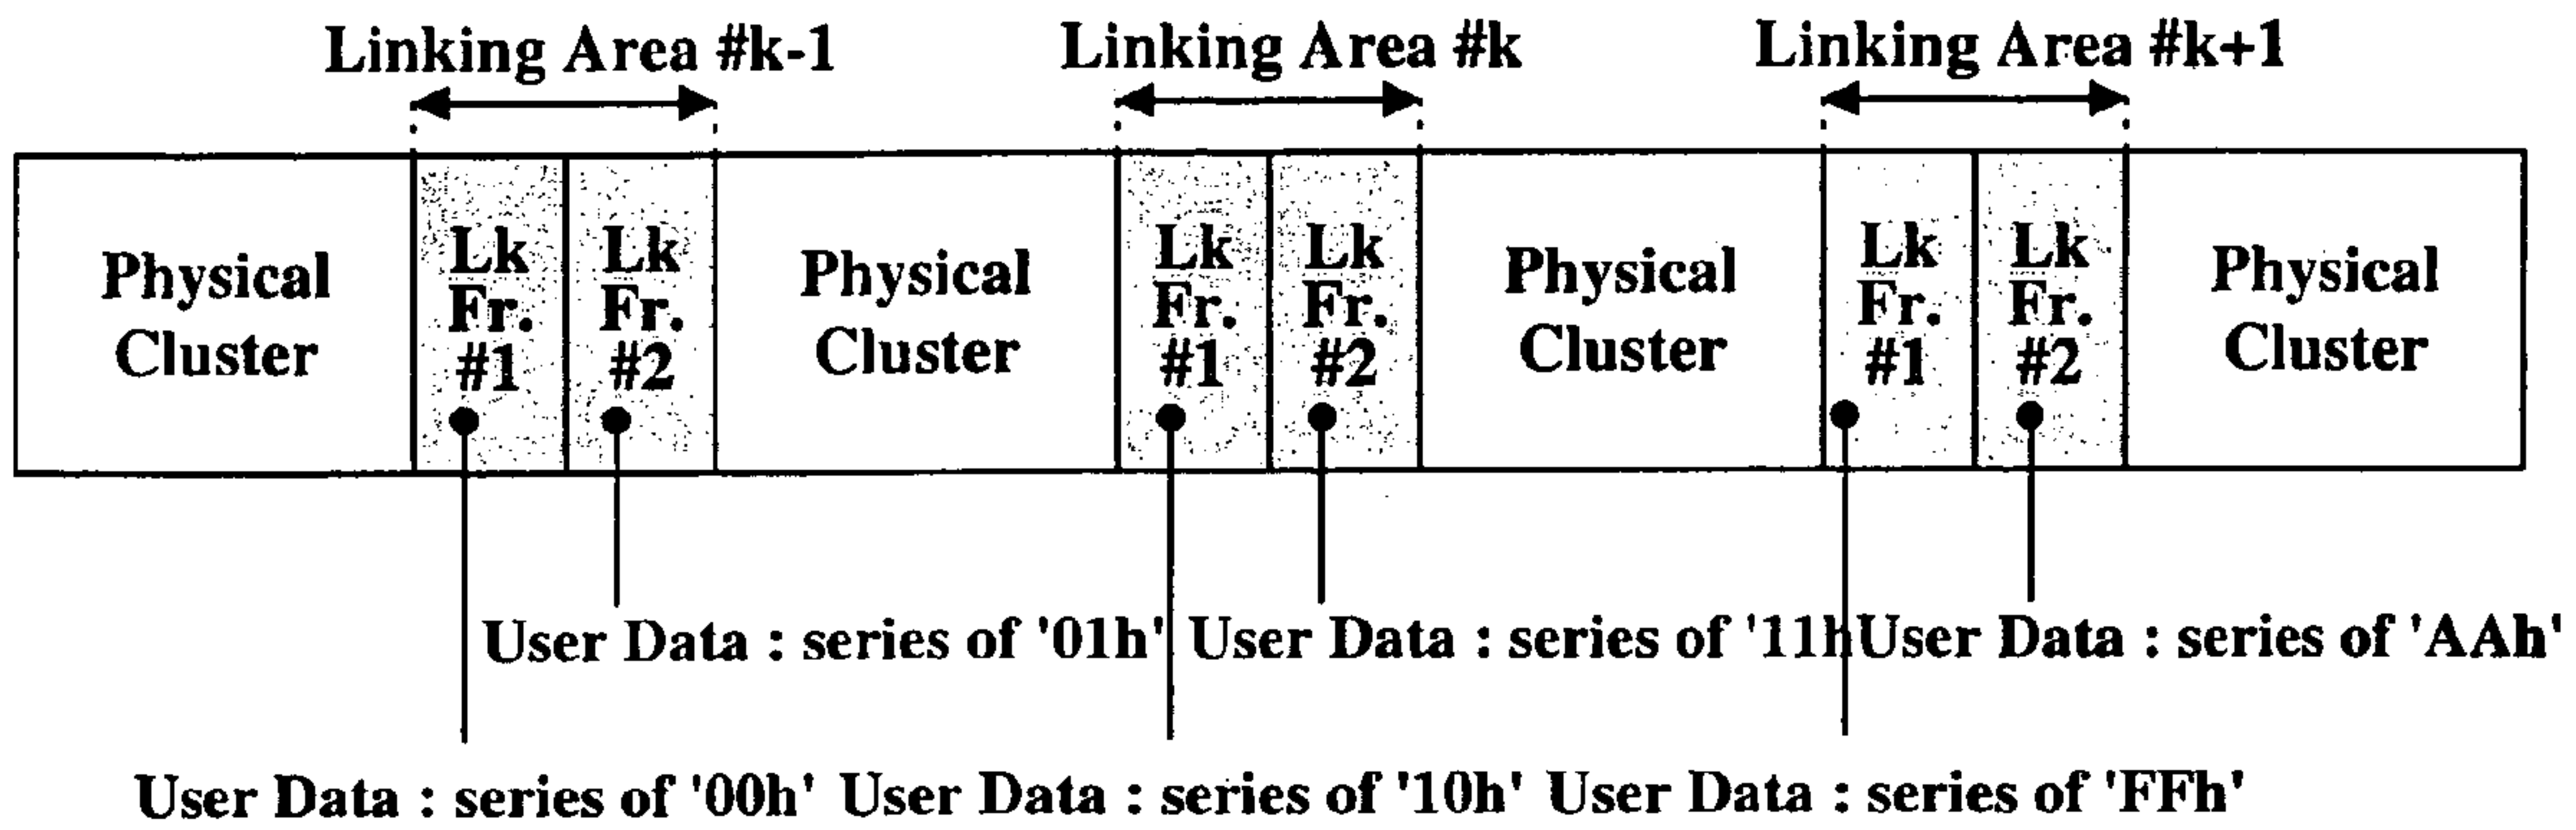 Linking Area #k-1 Linking Area #k Linking Area #k+1
Physical Cluster
Lk Fr. #1
Lk Fr. #2
Physical Cluster
Lk Fr. #1
Lk Fr. #2
Physical Cluster
Lk Fr. #1
Lk Fr. #2
Physical Cluster
User Data : series of '01h' User Data : series of '11h User Data : series of 'AAh'
User Data : series of '00h' User Data : series of '10h' User Data : series of 'FFh'